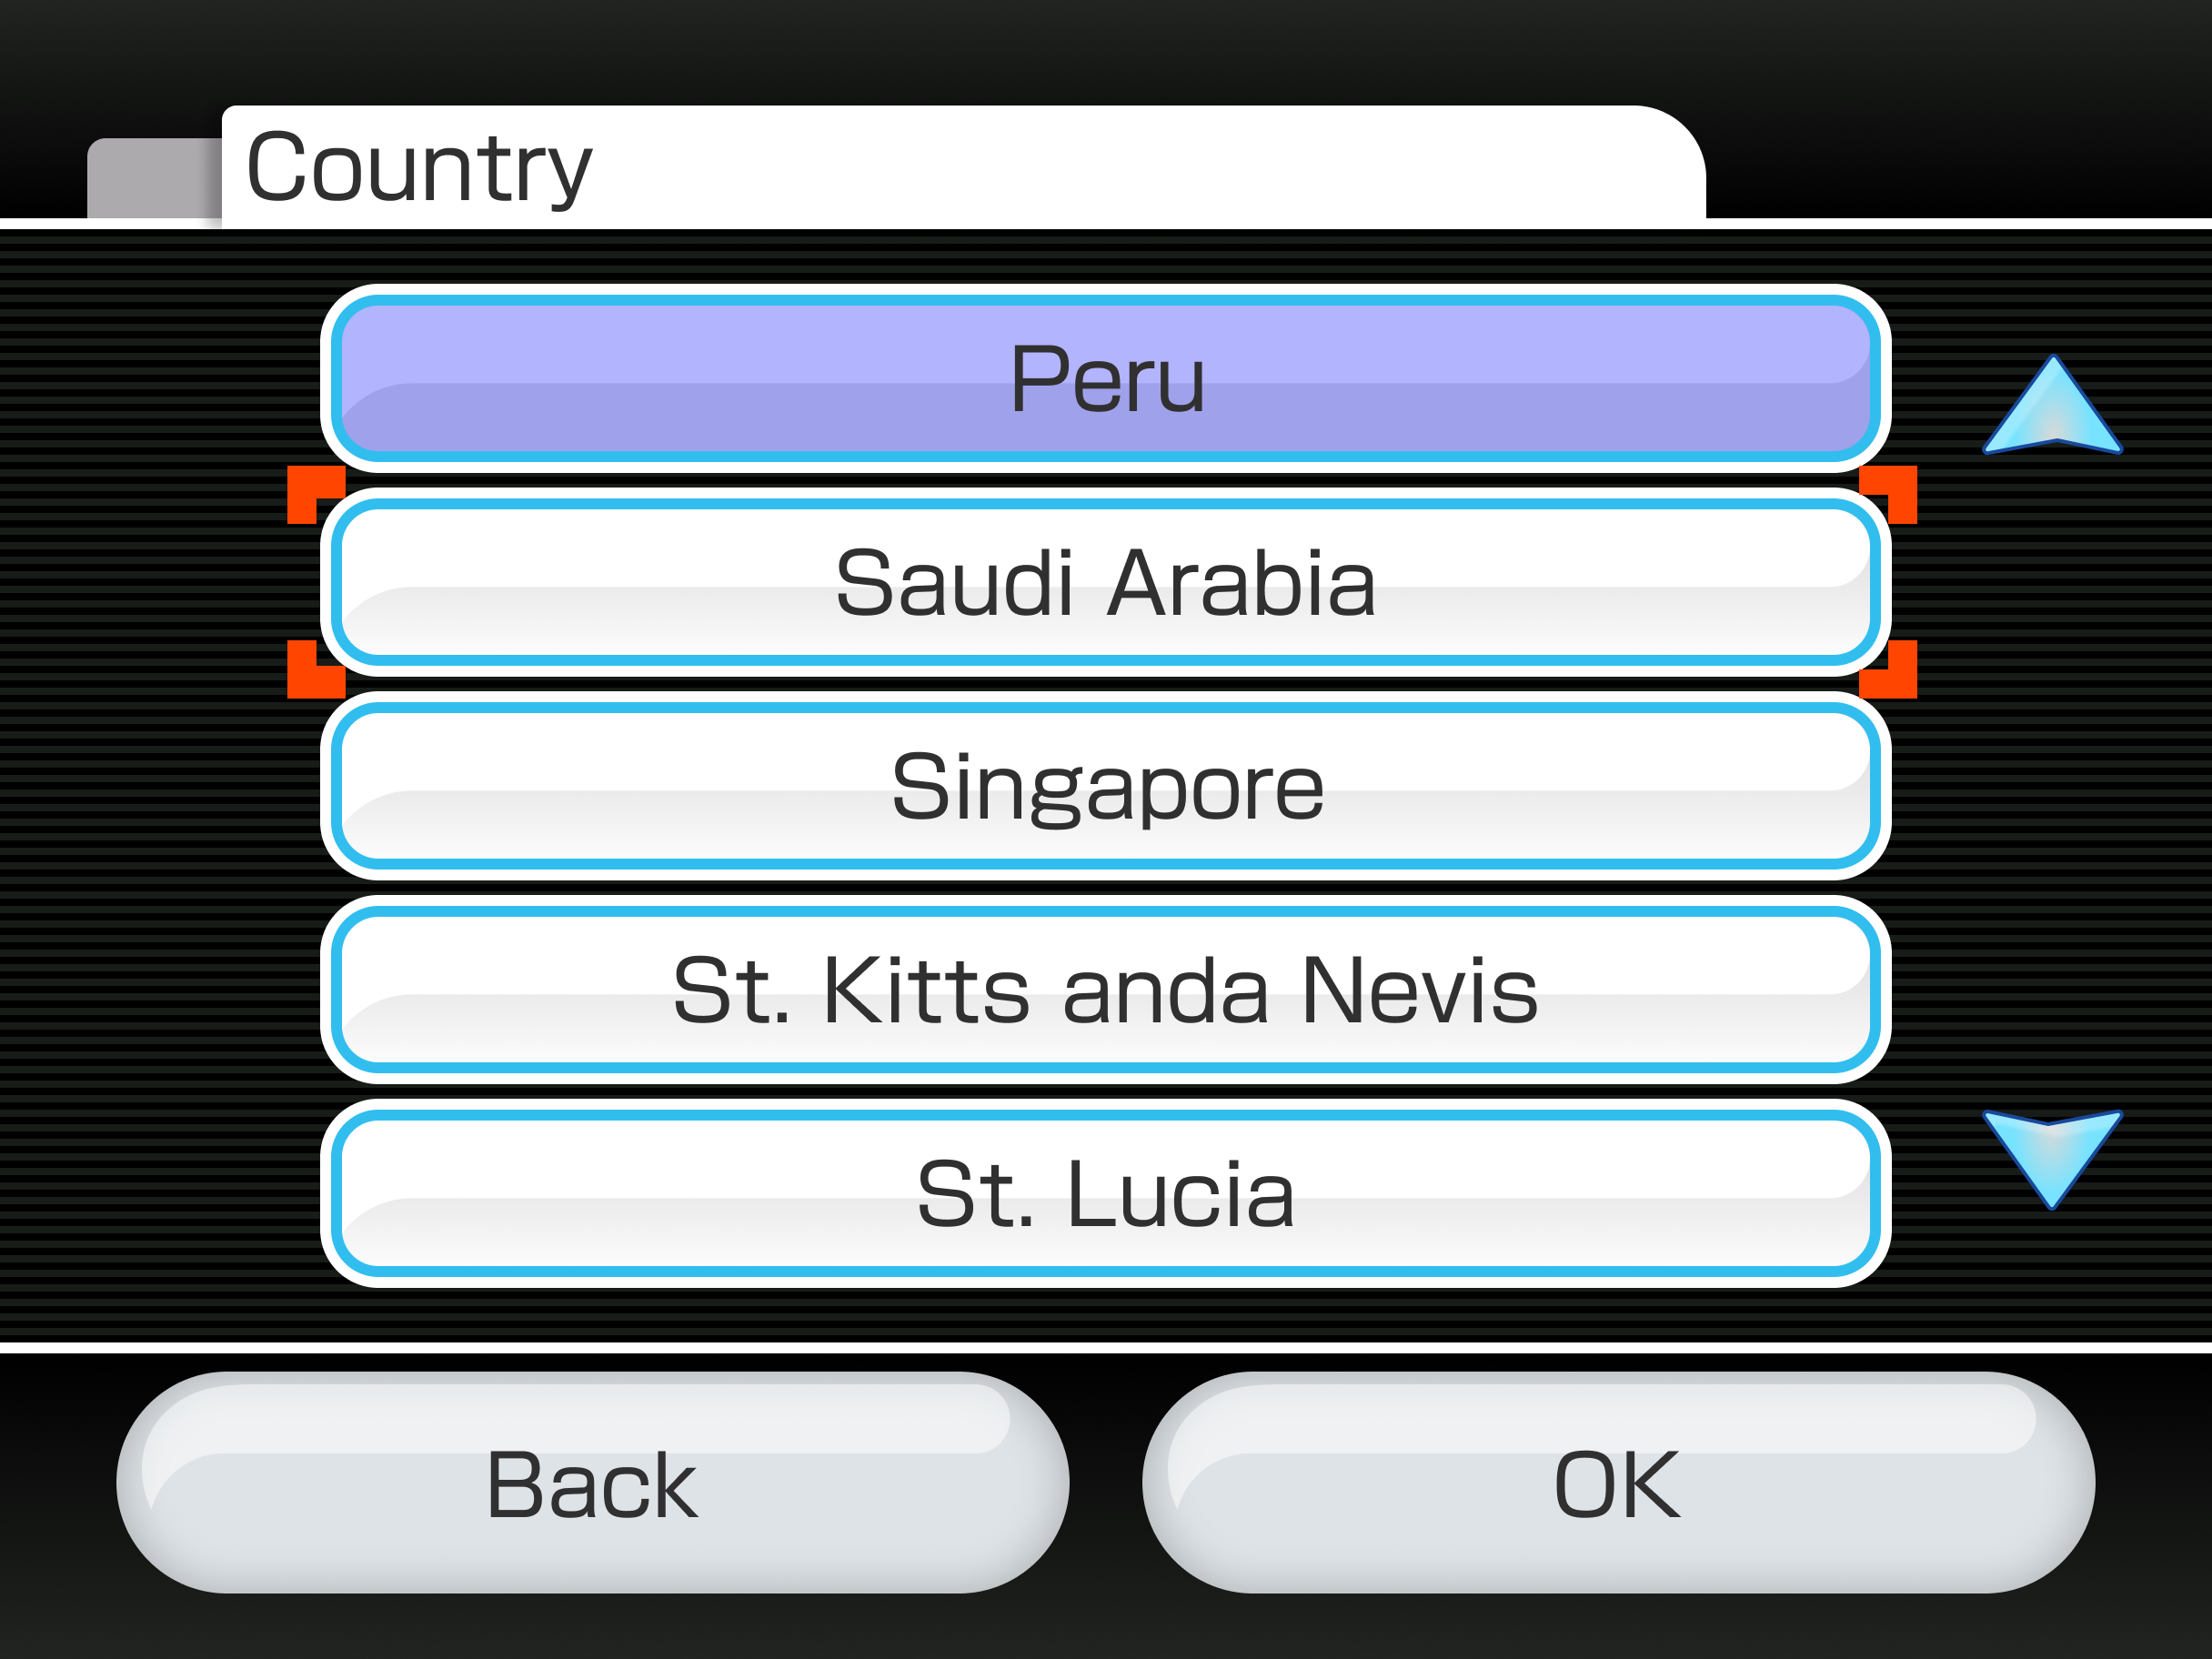 Country
Peru
Saudi Arabia
Singapore
St. Kitts anda Nevis
St. Lucia
Back
OK